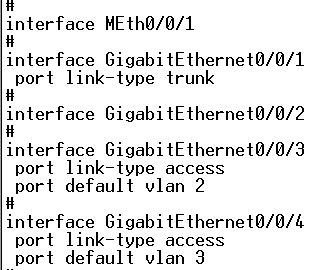 #
interface MEth0/0/1
#
interface GigabitEthernet0/0/1
 port link-type trunk
#
interface GigabitEthernet0/0/2
#
interface GigabitEthernet0/0/3
 port link-type access
 port default vlan 2
#
interface GigabitEthernet0/0/4
 port link-type access
 port default vlan 3